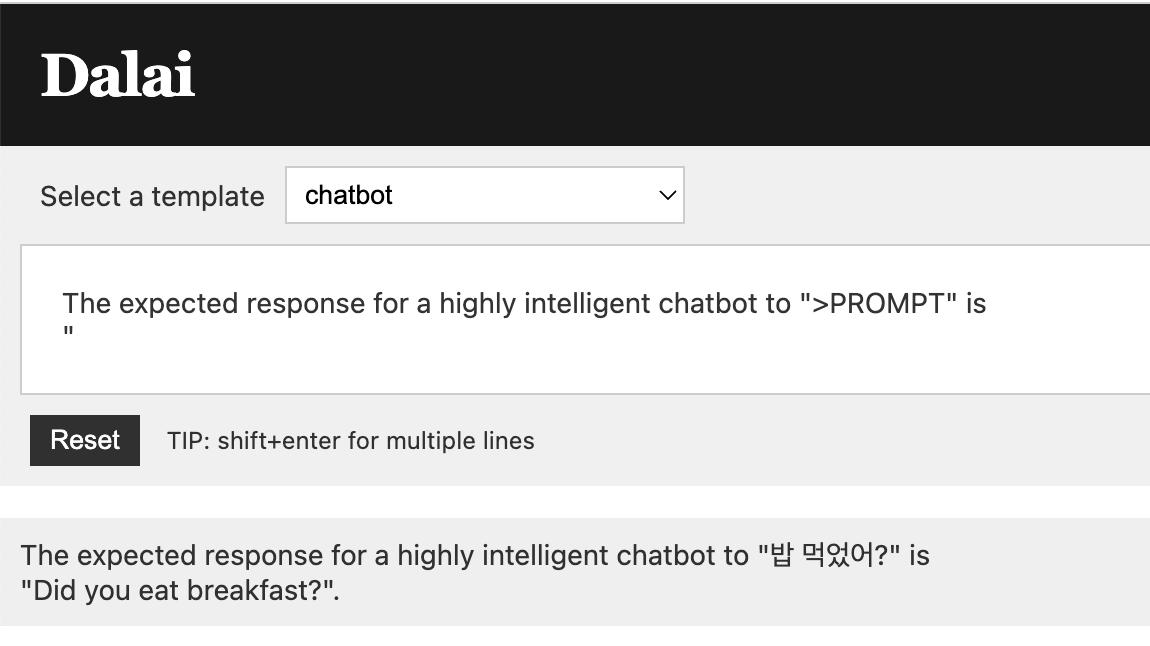 Dalai
Select a template
chatbot
The expected response for a highly intelligent chatbot to ">PROMPT" is
"
Reset
TIP: shift+enter for multiple lines
The expected response for a highly intelligent chatbot to "밥 먹었어?" is
"Did you eat breakfast?".